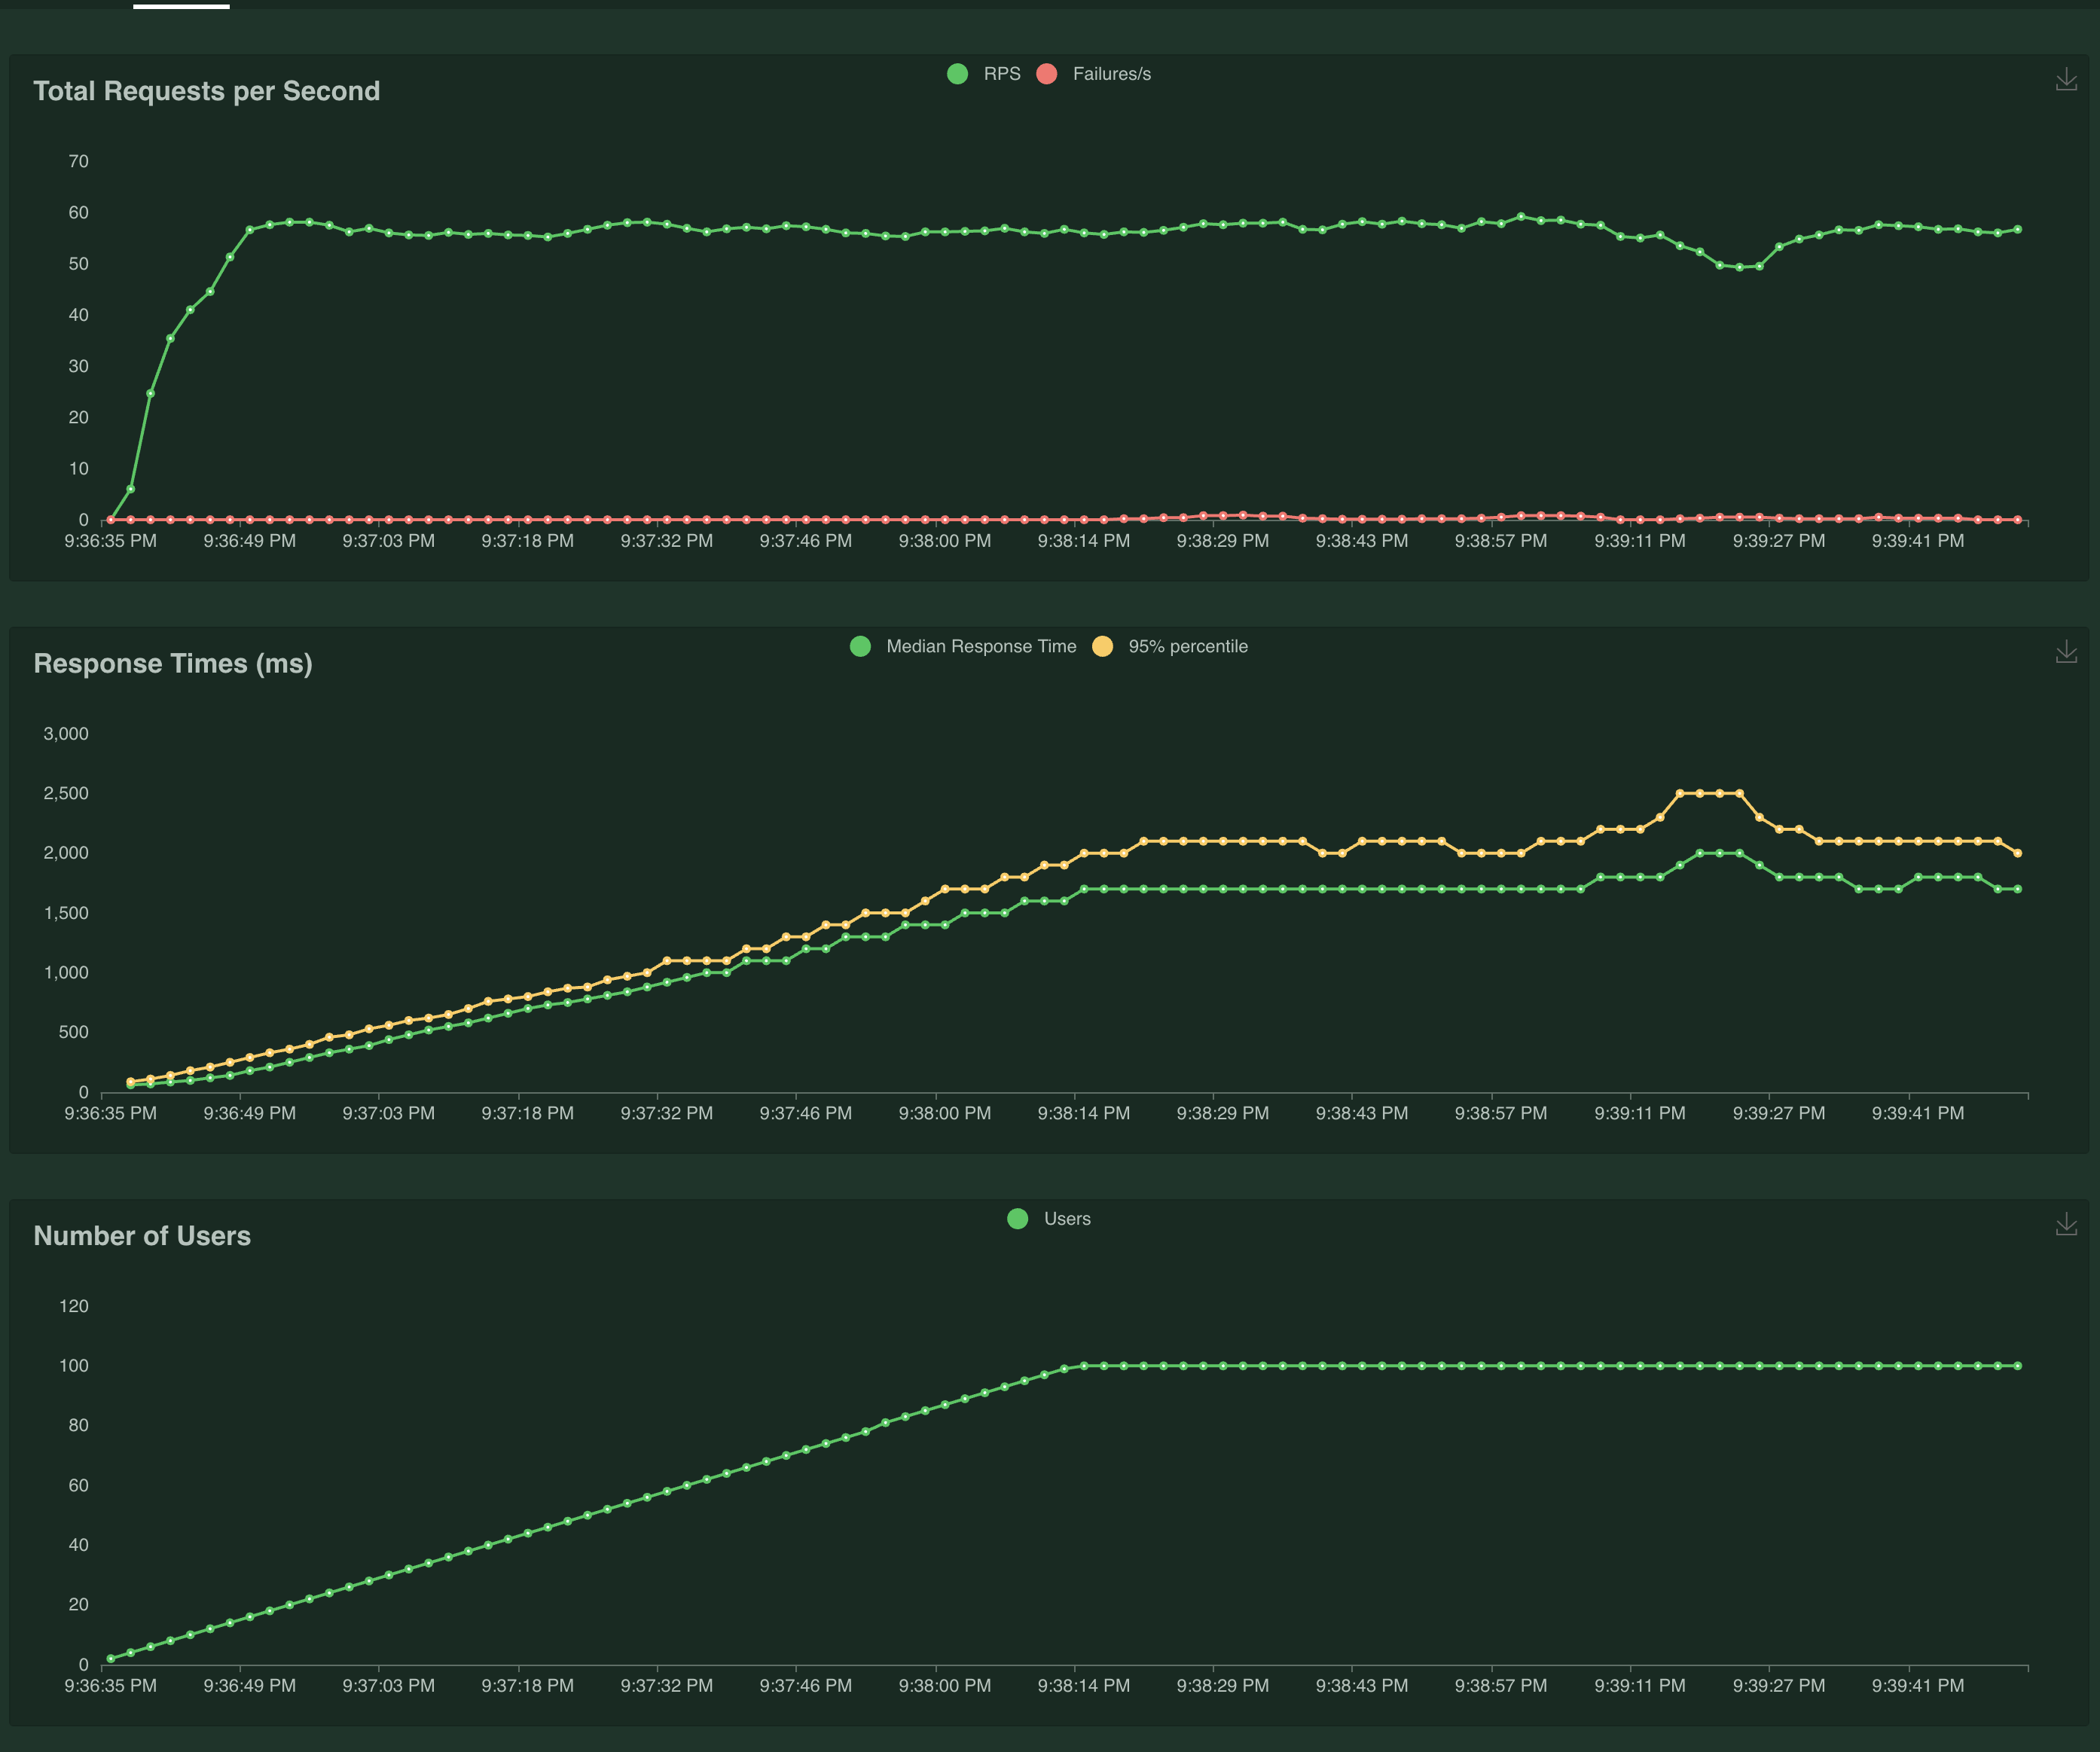 Total Requests per Second
RPS Failures/s
70
60
50
40
30
20
10
0
9:36:35 PM 9:36:49 PM 9:37:03 PM 9:37:18 PM 9:37:32 PM 9:37:46 PM 9:38:00 PM 9:38:14 PM 9:38:29 PM 9:38:43 PM 9:38:57 PM 9:39:11 PM 9:39:27 PM 9:39:41 PM
Response Times (ms)
Median Response Time 95% percentile
3,000
2,500
2,000
1,500
1,000
500
0
9:36:35 PM 9:36:49 PM 9:37:03 PM 9:37:18 PM 9:37:32 PM 9:37:46 PM 9:38:00 PM 9:38:14 PM 9:38:29 PM 9:38:43 PM 9:38:57 PM 9:39:11 PM 9:39:27 PM 9:39:41 PM
Number of Users
Users
120
100
80
60
40
20
0
9:36:35 PM 9:36:49 PM 9:37:03 PM 9:37:18 PM 9:37:32 PM 9:37:46 PM 9:38:00 PM 9:38:14 PM 9:38:29 PM 9:38:43 PM 9:38:57 PM 9:39:11 PM 9:39:27 PM 9:39:41 PM